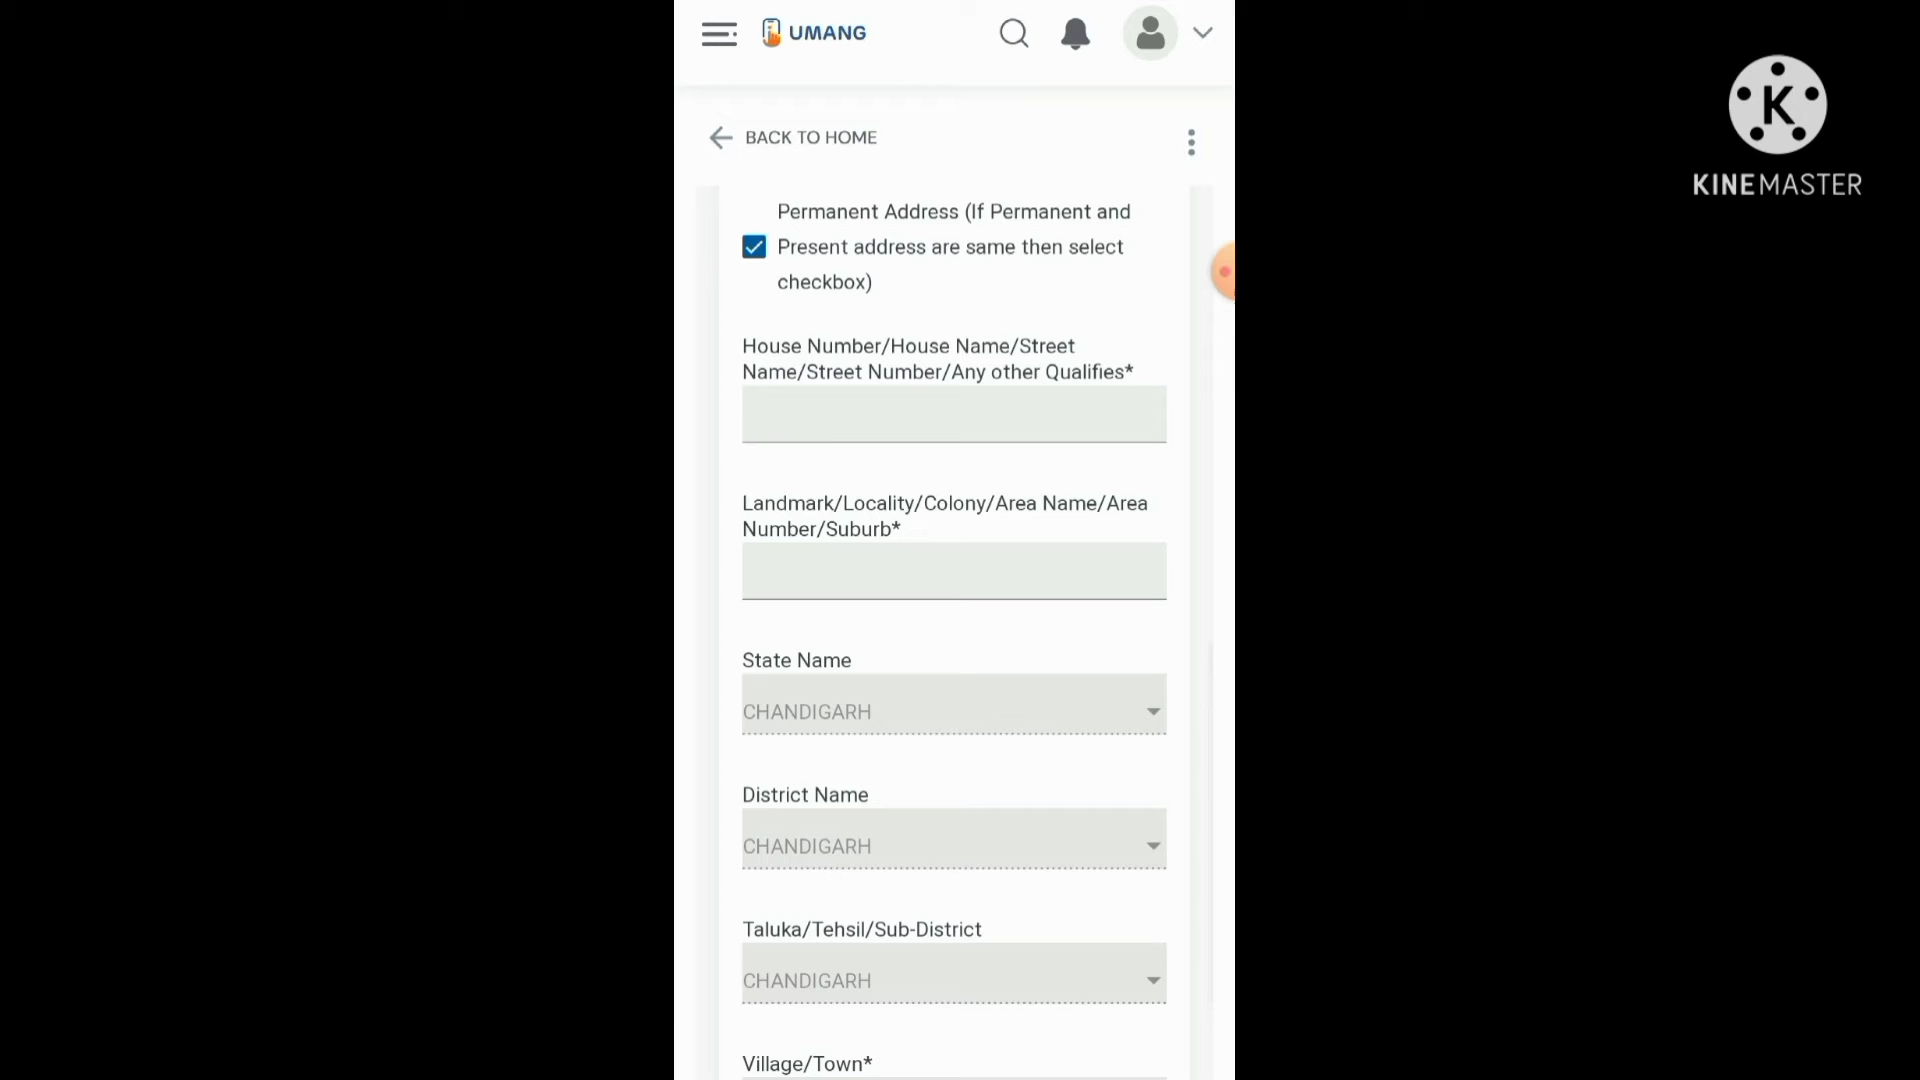 UMANG
BACK TO HOME
Permanent Address (If Permanent and
Present address are same then select
checkbox)
House Number/House Name/Street
Name/Street Number/Any other Qualifies*
Landmark/Locality/Colony/Area Name/Area
Number/Suburb*
State Name
CHANDIGARH
District Name
CHANDIGARH
Taluka/Tehsil/Sub-District
CHANDIGARH
Village/Town*
K
KINEMASTER